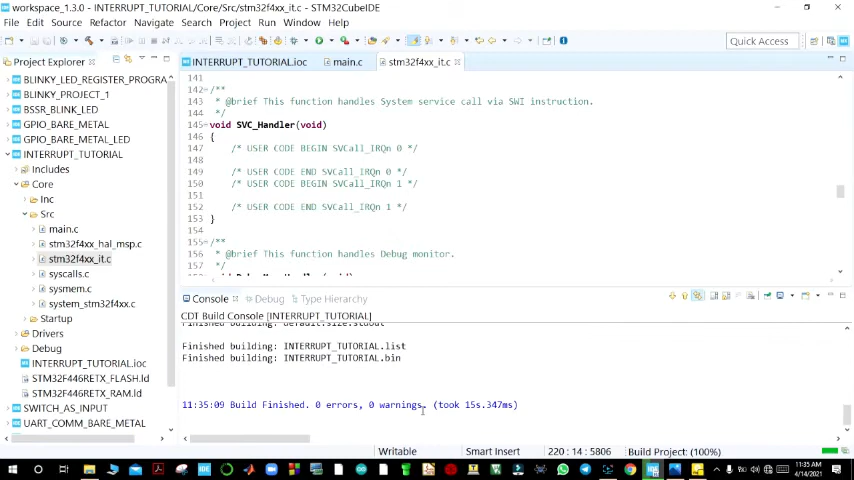 workspace_1.3.0 - INTERRUPT_TUTORIAL/Core/Src/stm32f4xx_it.c - STM32CubeIDE
File Edit Source Refactor Navigate Search Project Run Window Help
Quick Access
Project Explorer
INTERRUPT_TUTORIAL.ioc main.c stm32f4xx_it.c
BLINKY_LED_REGISTER_PROGRA
BLINKY_PROJECT_1
BSSR_BLINK_LED
GPIO_BARE_METAL
GPIO_BARE_METAL_LED
INTERRUPT_TUTORIAL
Includes
Core
Inc
Src
main.c
stm32f4xx_hal_msp.c
stm32f4xx_it.c
syscalls.c
sysmem.c
system_stm32f4xx.c
Startup
Drivers
Debug
INTERRUPT_TUTORIAL.ioc
STM32F446RETX_FLASH.ld
STM32F446RETX_RAM.ld
SWITCH_AS_INPUT
UART_COMM_BARE_METAL
141
142 /**
143 * @brief This function handles System service call via SWI instruction.
144 */
145 void SVC_Handler(void)
146 {
147 /* USER CODE BEGIN SVCall_IRQn 0 */
148
149 /* USER CODE END SVCall_IRQn 0 */
150 /* USER CODE BEGIN SVCall_IRQn 1 */
151
152 /* USER CODE END SVCall_IRQn 1 */
153 }
154
155 /**
156 * @brief This function handles Debug monitor.
157 */
Console Debug Type Hierarchy
CDT Build Console [INTERRUPT_TUTORIAL]
Finished building: default.size.stdout
Finished building: INTERRUPT_TUTORIAL.list
Finished building: INTERRUPT_TUTORIAL.bin
11:35:09 Build Finished. 0 errors, 0 warnings. (took 15s.347ms)
Writable Smart Insert 220 : 14 : 5806 Build Project: (100%)
11:35 AM
4/14/2021